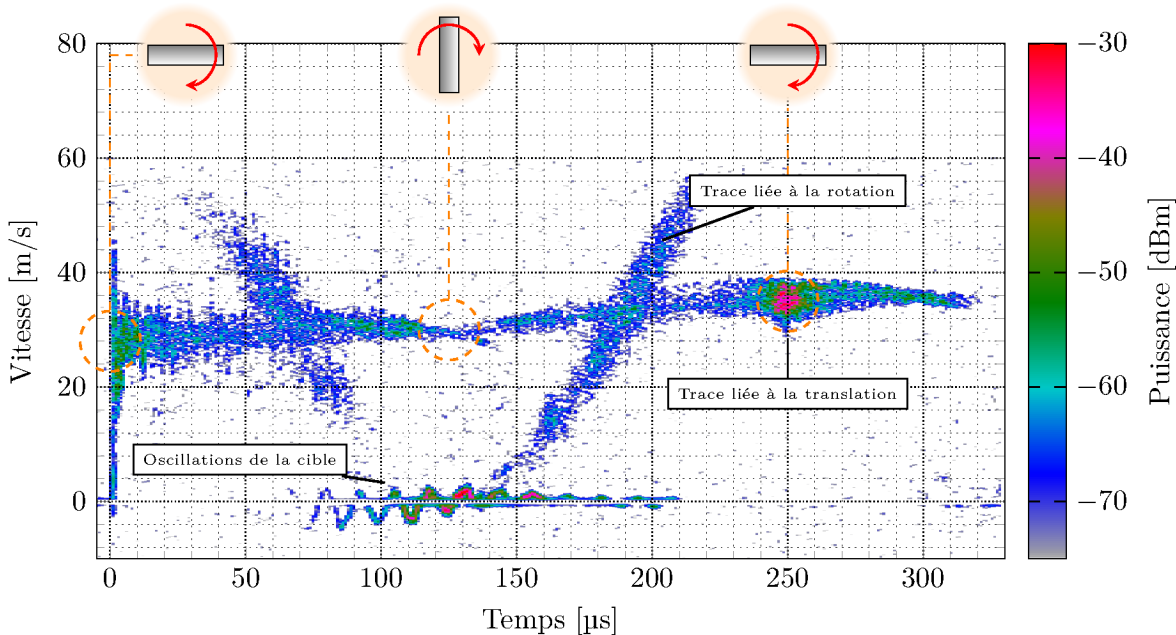 80
60
40
20
0
Vitesse [m/s]
0
50
100
150
200
250
300
Temps [µs]
Trace liée à la rotation
Trace liée à la translation
Oscillations de la cible
−30
−40
−50
−60
−70
Puissance [dBm]